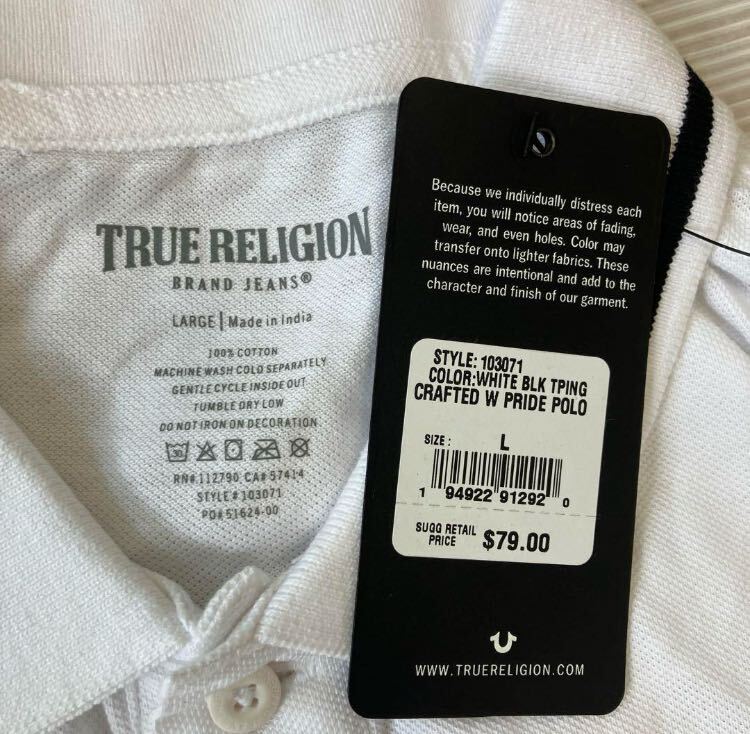 TRUE RELIGION
BRAND JEANS®
LARGE | Made in India
100% COTTON
MACHINE WASH COLD SEPARATELY
GENTLE CYCLE INSIDE OUT
TUMBLE DRY LOW
DO NOT IRON ON DECORATION
30
RN# 112790 CA# 57414
STYLE # 103071
PO# 51624-00
Because we individually distress each
item, you will notice areas of fading,
wear, and even holes. Color may
transfer onto lighter fabrics. These
nuances are intentional and add to the
character and finish of our garment.
STYLE: 103071
COLOR:WHITE BLK TPING
CRAFTED W PRIDE POLO
SIZE: L
1 94922 91292 0
SUGG RETAIL
PRICE $79.00
WWW.TRUERELIGION.COM